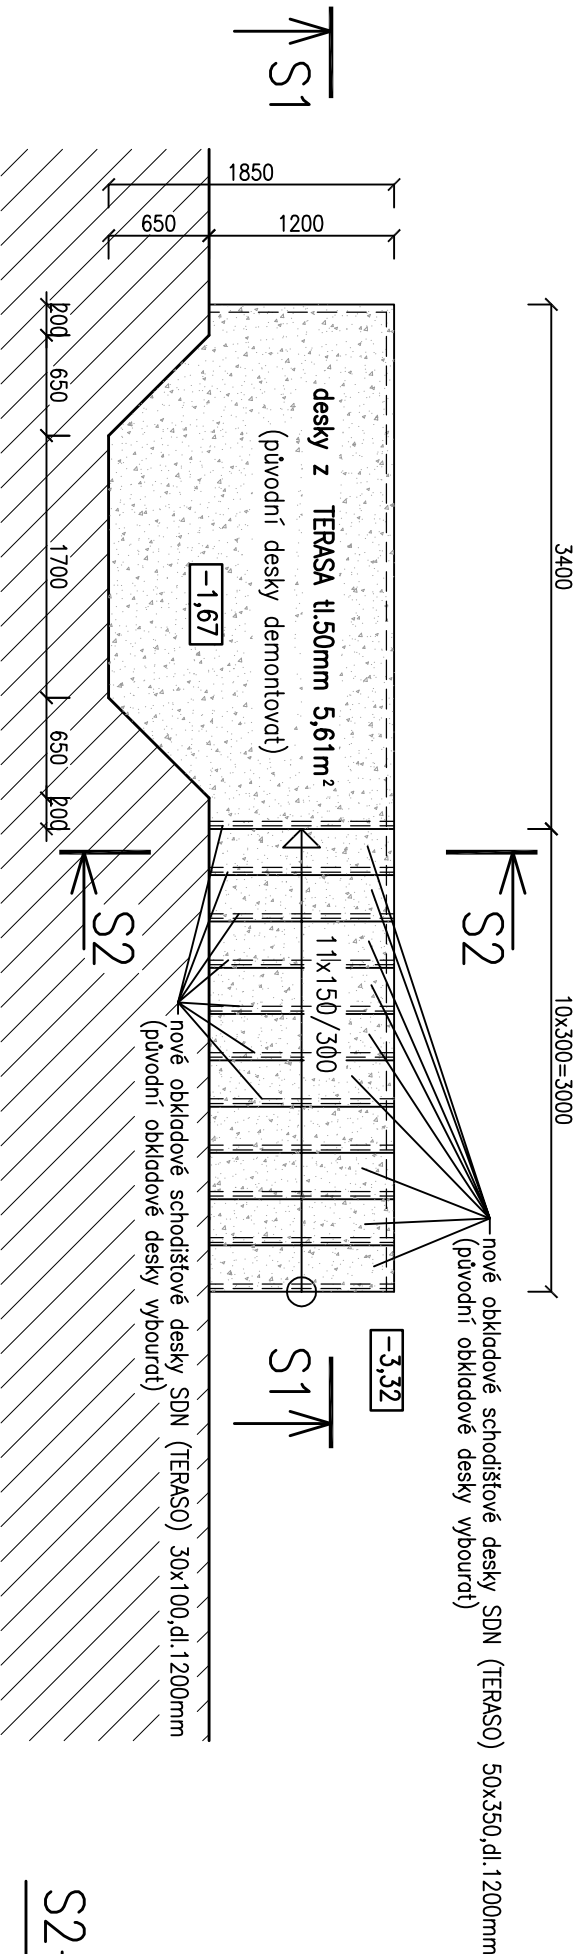 S1
1850
650
1200
3400
10x300=3000
200
650
1700
650
200
desky z TERASA tl.50mm 5,61m²
(původní desky demontovat)
-1,67
S2
S2
11x150/300
nové obkladové schodišťové desky SDN (TERASO) 50x350,dl.1200mm
(původní obkladové desky vybourat)
nové obkladové schodišťové desky SDN (TERASO) 30x100,dl.1200mm
(původní obkladové desky vybourat)
-3,32
S1
S2